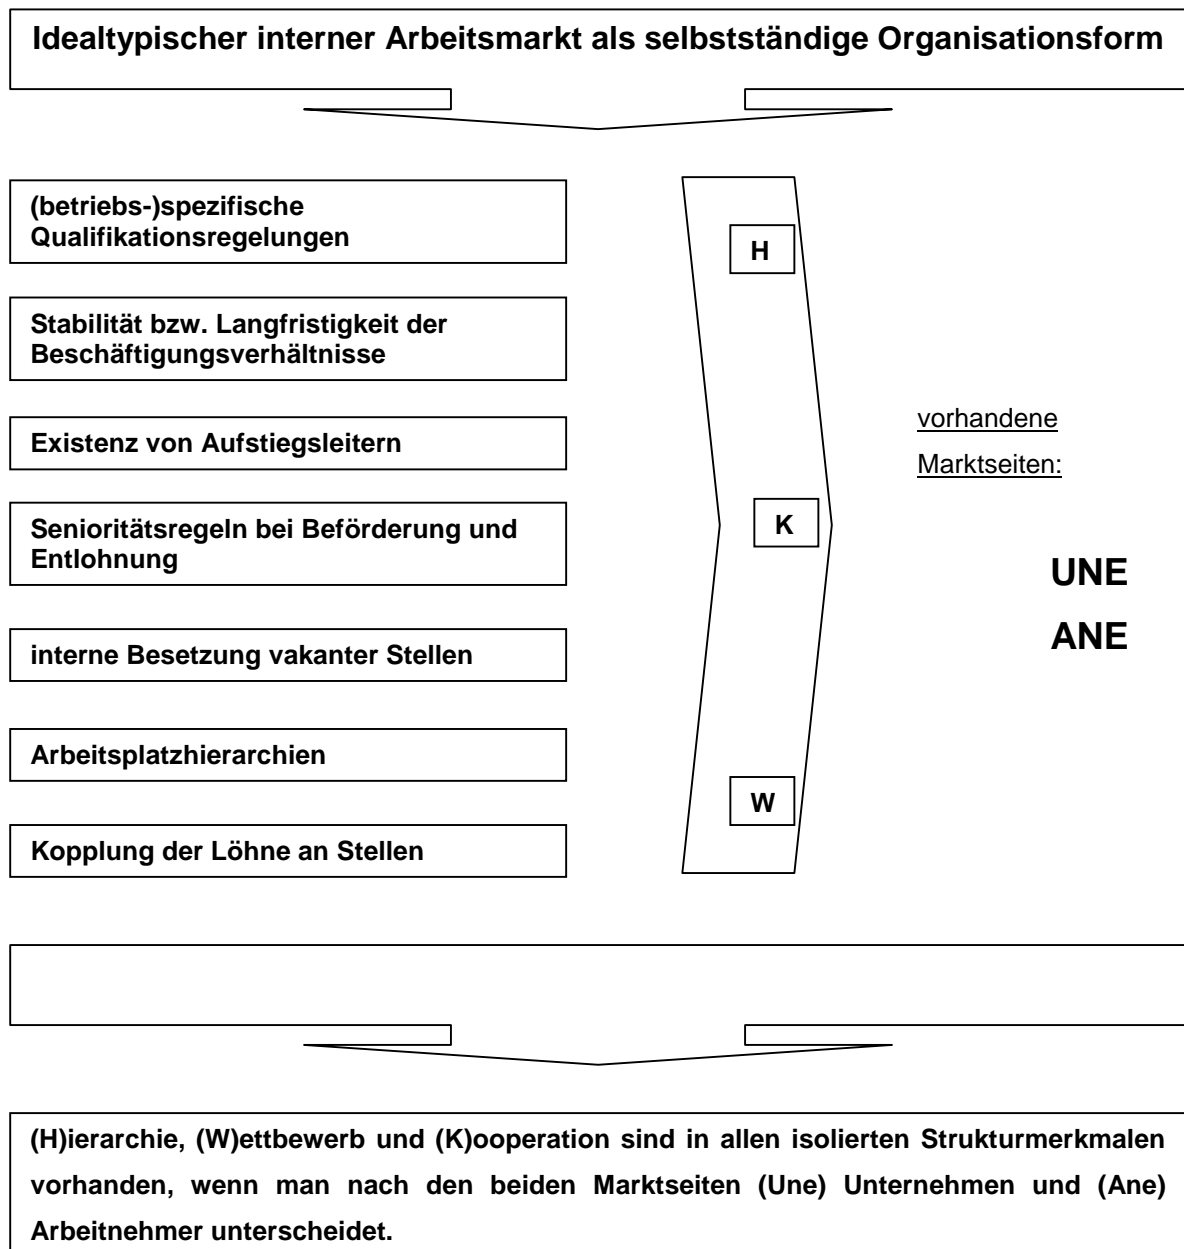 Idealtypischer interner Arbeitsmarkt als selbstständige Organisationsform
(betriebs-)spezifische
Qualifikationsregelungen
Stabilität bzw. Langfristigkeit der
Beschäftigungsverhältnisse
Existenz von Aufstiegsleitern
Senioritätsregeln bei Beförderung und
Entlohnung
interne Besetzung vakanter Stellen
Arbeitsplatzhierarchien
Kopplung der Löhne an Stellen
H
K
W
vorhandene
Marktseiten:
UNE
ANE
(H)ierarchie, (W)ettbewerb und (K)ooperation sind in allen isolierten Strukturmerkmalen
vorhanden, wenn man nach den beiden Marktseiten (Une) Unternehmen und (Ane)
Arbeitnehmer unterscheidet.